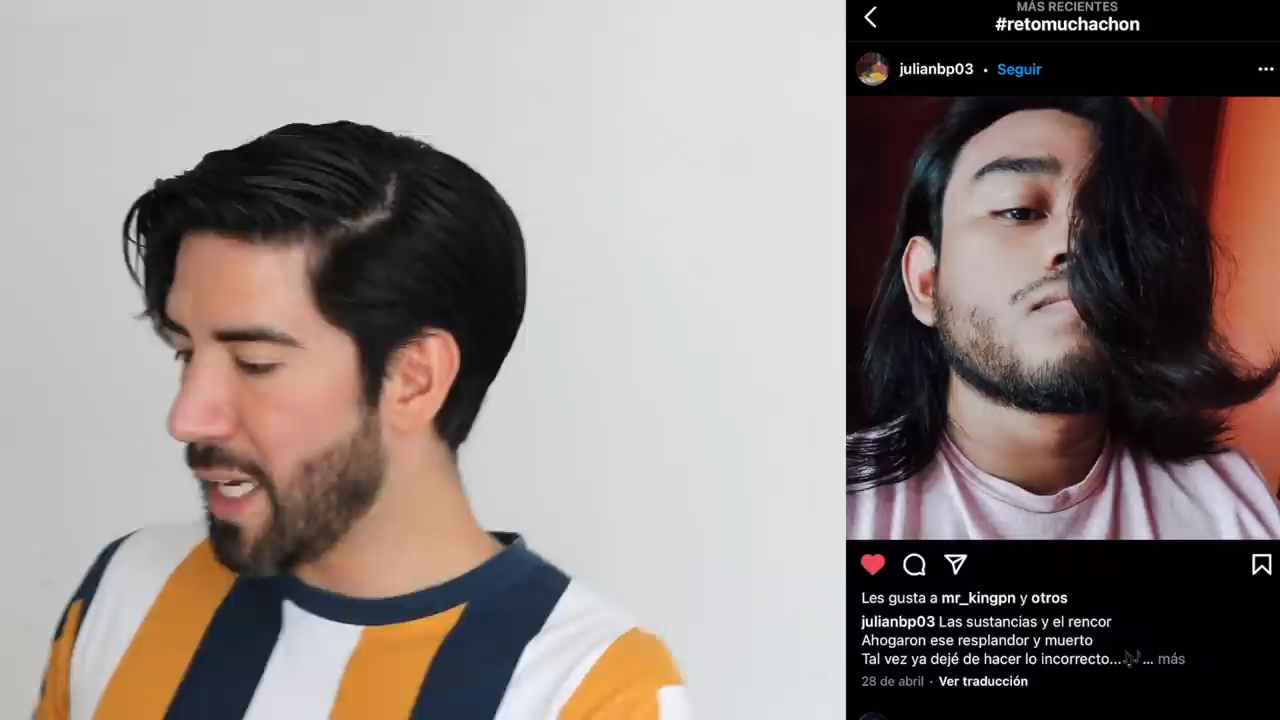 MÁS RECIENTES
#retomuchachon
julianbp03 · Seguir
Les gusta a mr_kingpn y otros
julianbp03 Las sustancias y el rencor
Ahogaron ese resplandor y muerto
Tal vez ya dejé de hacer lo incorrecto...🎶... más
28 de abril · Ver traducción